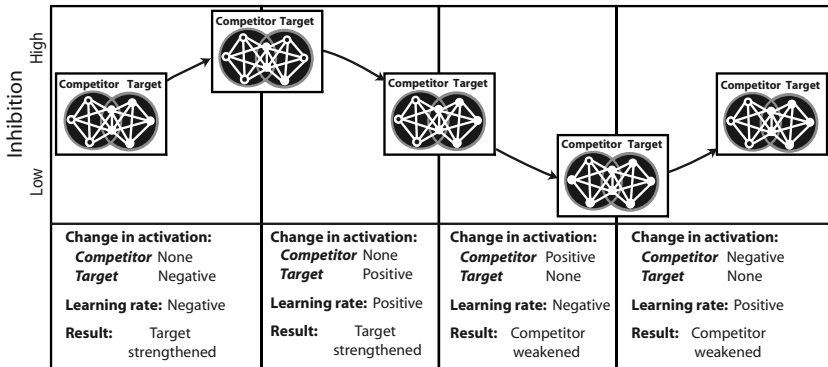 Inhibition
High
Low
Competitor Target
Competitor Target
Competitor Target
Competitor Target
Competitor Target
Change in activation:
Competitor None
Target Negative
Learning rate: Negative
Result: Target
strengthened
Change in activation:
Competitor None
Target Positive
Learning rate: Positive
Result: Target
strengthened
Change in activation:
Competitor Positive
Target None
Learning rate: Negative
Result: Competitor
weakened
Change in activation:
Competitor Negative
Target None
Learning rate: Positive
Result: Competitor
weakened